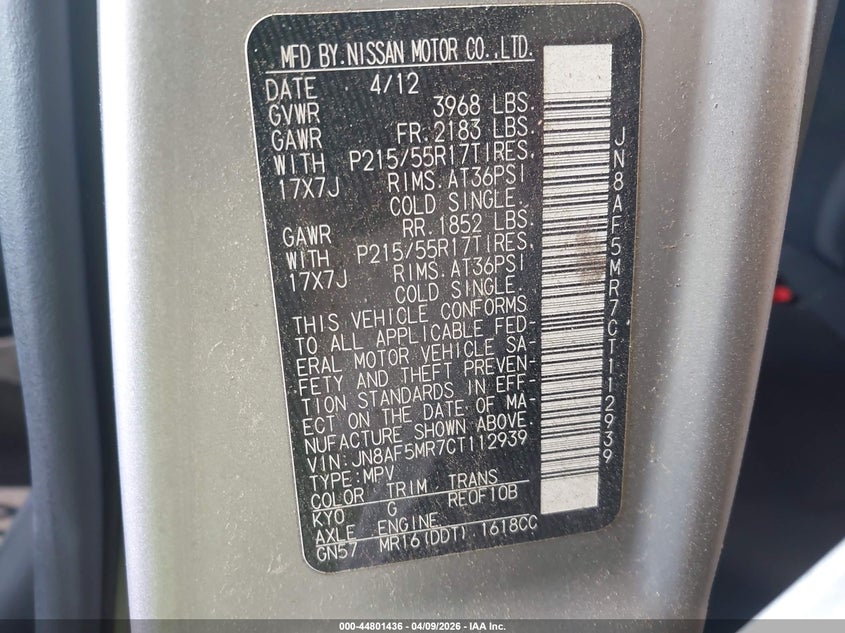 MFD BY.NISSAN MOTOR CO.,LTD.
DATE 4/12
GVWR 3968 LBS.
GAWR FR.2183 LBS.
WITH P215/55R17TIRES.
17X7J RIMS.AT36PSI
COLD SINGLE.
GAWR RR.1852 LBS.
WITH P215/55R17TIRES.
17X7J RIMS.AT36PSI
COLD SINGLE.
THIS VEHICLE CONFORMS
TO ALL APPLICABLE FED-
ERAL MOTOR VEHICLE SA-
FETY AND THEFT PREVEN-
TION STANDARDS IN EFF-
ECT ON THE DATE OF MA-
NUFACTURE SHOWN ABOVE.
VIN:JN8AF5MR7CT112939
TYPE:MPV
COLOR TRIM TRANS
KY0 G RE0F10B
AXLE ENGINE
GN57 MR16(DDT) 1618CC
JN8AF5MR7CT112939
000-44801436 - 04/09/2026 - IAA Inc.